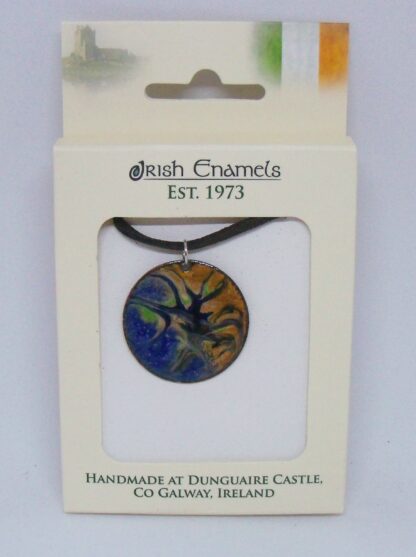 Irish Enamels
Est. 1973
Handmade at Dunguaire Castle,
Co Galway, Ireland